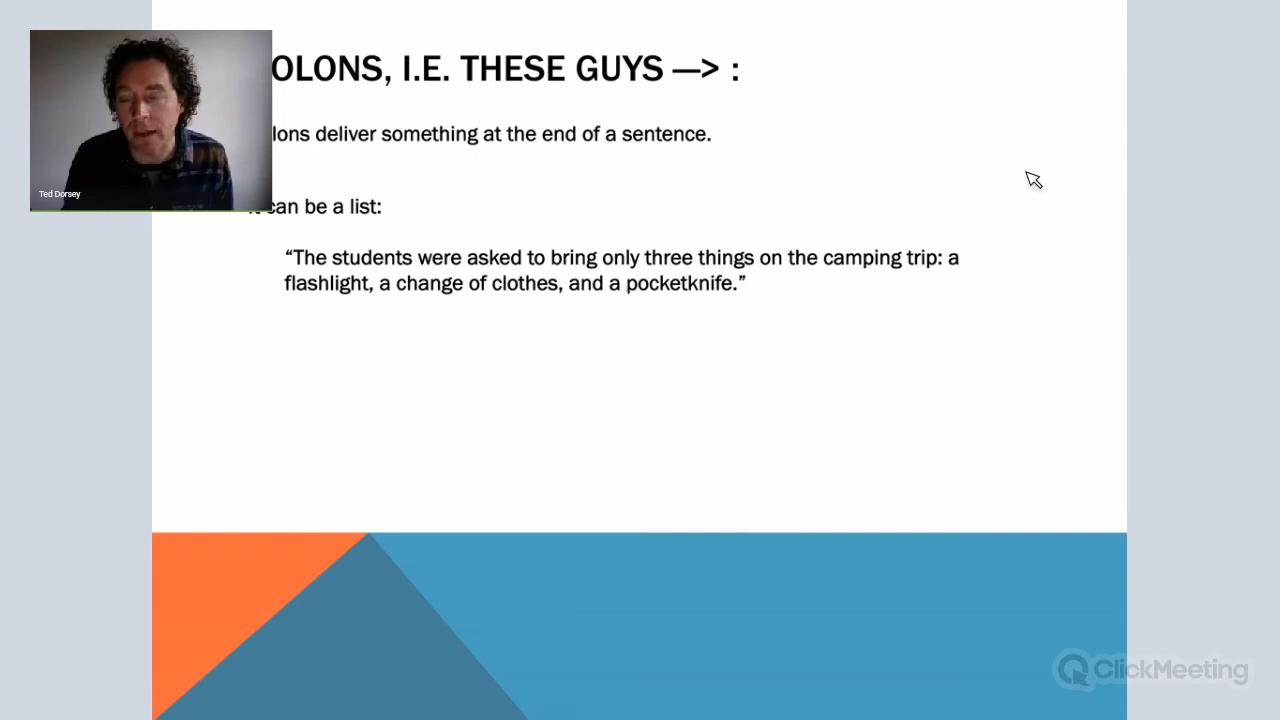 OLONS, I.E. THESE GUYS —> :
lons deliver something at the end of a sentence.
Ted Dorsey
can be a list:
“The students were asked to bring only three things on the camping trip: a
flashlight, a change of clothes, and a pocketknife.”
ClickMeeting